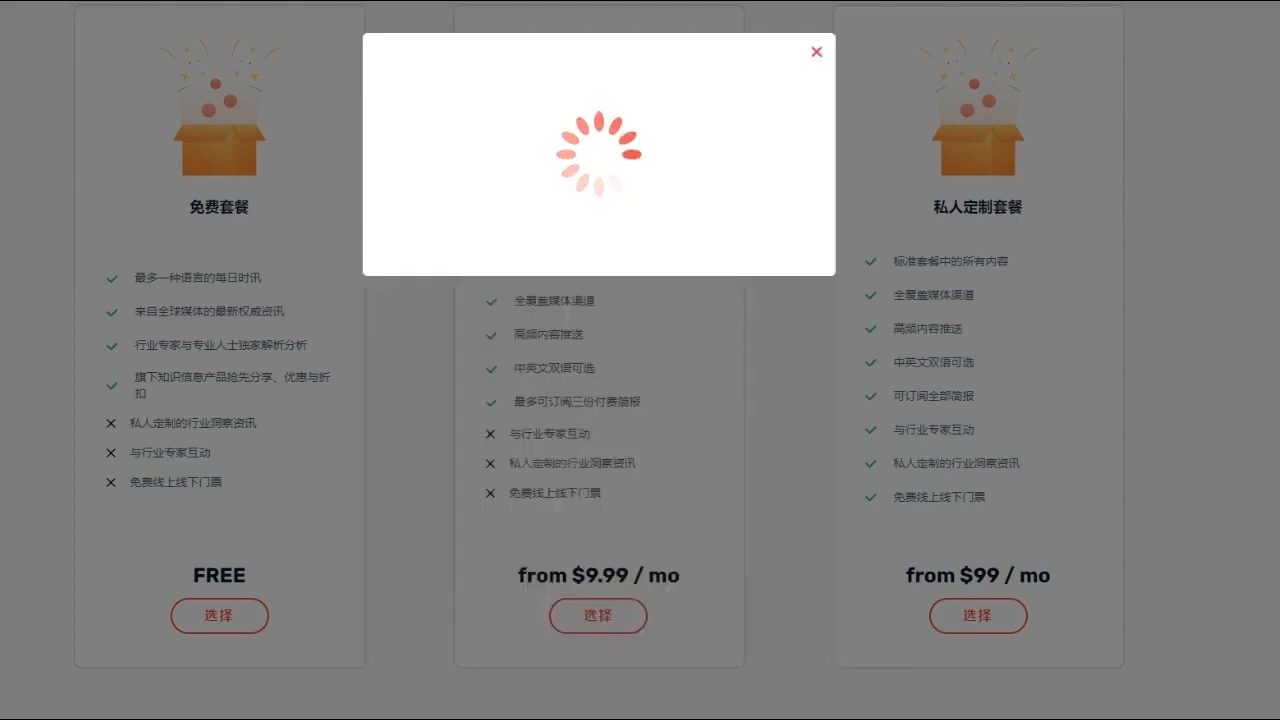 免费套餐
最多一种语言的每日时讯
来自全球媒体的最新权威资讯
行业专家与专业人士独家解析分析
旗下知识信息产品抢先分享、优惠与折
扣
私人定制的行业洞察资讯
与行业专家互动
免费线上线下门票
FREE
选择
全覆盖媒体渠道
高频内容推送
中英文双语可选
最多可订阅三份付费简报
与行业专家互动
私人定制的行业洞察资讯
免费线上线下门票
from $9.99 / mo
选择
私人定制套餐
标准套餐中的所有内容
全覆盖媒体渠道
高频内容推送
中英文双语可选
可订阅全部简报
与行业专家互动
私人定制的行业洞察资讯
免费线上线下门票
from $99 / mo
选择